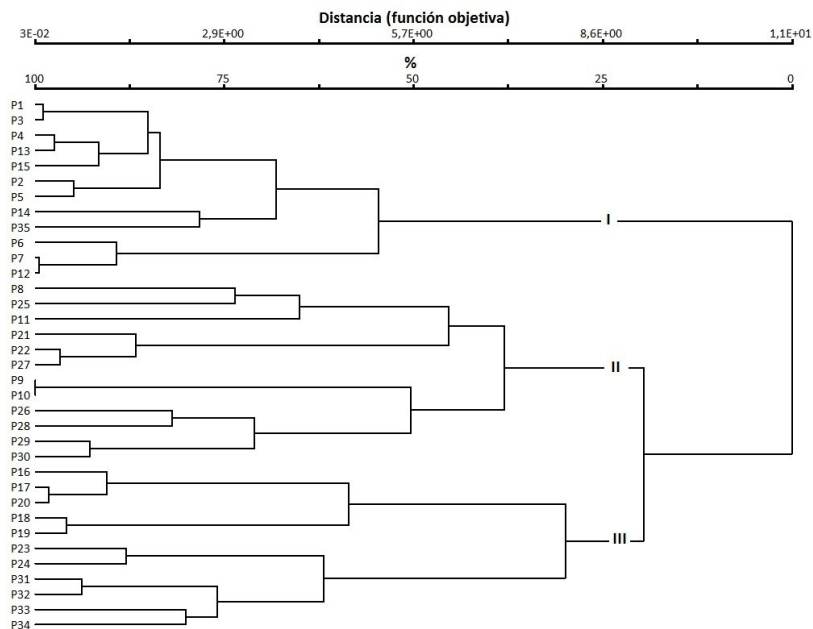 Distancia (función objetiva)
3E-02 2,9E+00 5,7E+00 8,6E+00 1,1E+01
%
100 75 50 25 0
P1
P3
P4
P13
P15
P2
P5
P14
P35
I
P6
P7
P12
P8
P25
P11
P21
P22
P27
II
P9
P10
P26
P28
P29
P30
P16
P17
P20
P18
P19
III
P23
P24
P31
P32
P33
P34